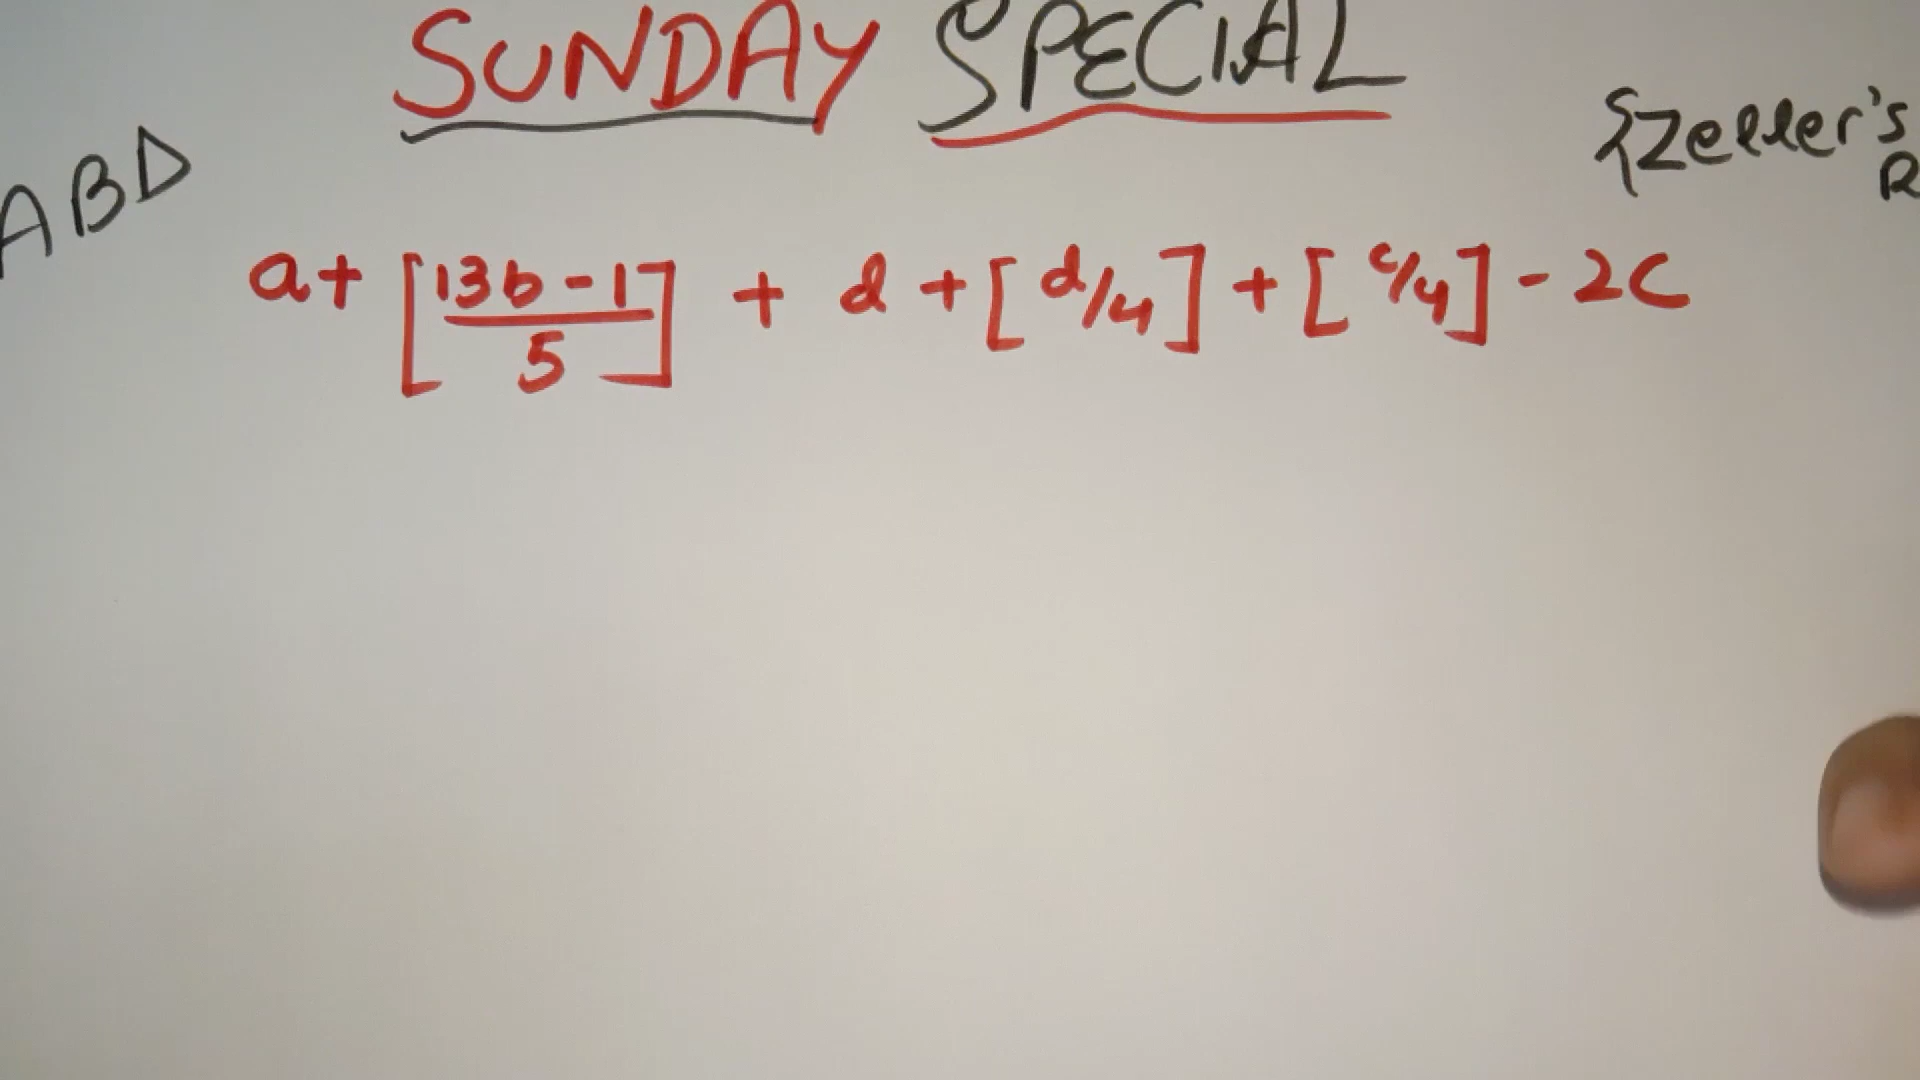 SUNDAY SPECIAL
ABD
{Zeller's
R
a + [13b - 1 / 5] + d + [d/4] + [c/4] - 2c